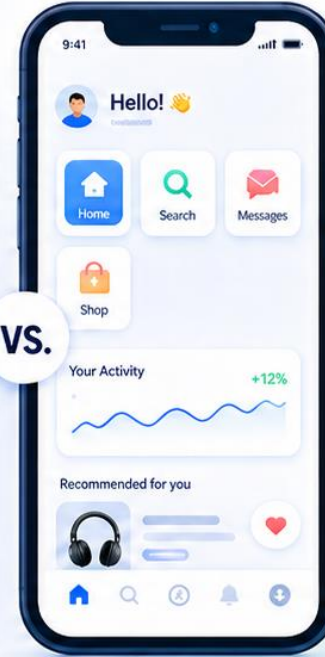 9:41
Hello! 👋
Home
Search
Messages
Shop
VS.
Your Activity
+12%
Recommended for you